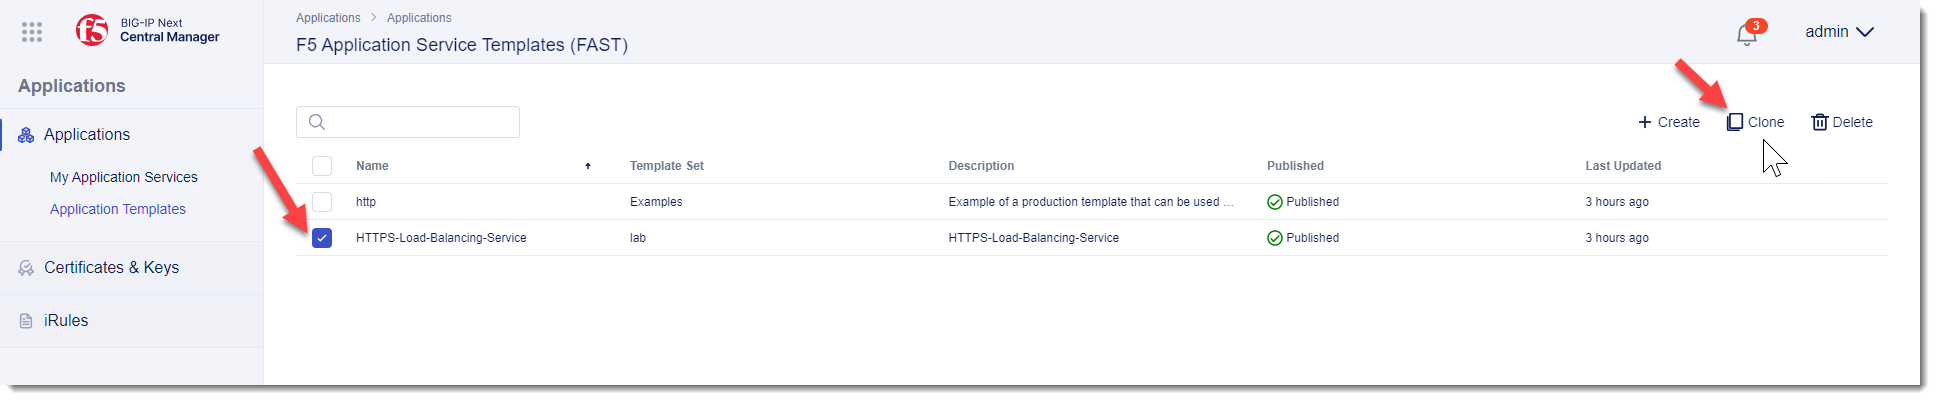 BIG-IP Next
Central Manager
Applications > Applications
F5 Application Service Templates (FAST)
3
admin
Applications
Applications
My Application Services
Application Templates
Certificates & Keys
iRules
+ Create Clone Delete
Name Template Set Description Published Last Updated
http Examples Example of a production template that can be used ... Published 3 hours ago
HTTPS-Load-Balancing-Service lab HTTPS-Load-Balancing-Service Published 3 hours ago